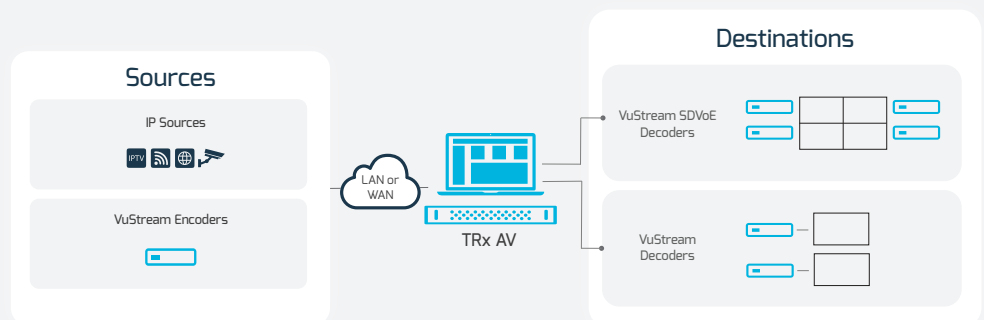 Sources
IP Sources
IPTV
VuStream Encoders
LAN or
WAN
TRx AV
Destinations
VuStream SDVoE
Decoders
VuStream
Decoders